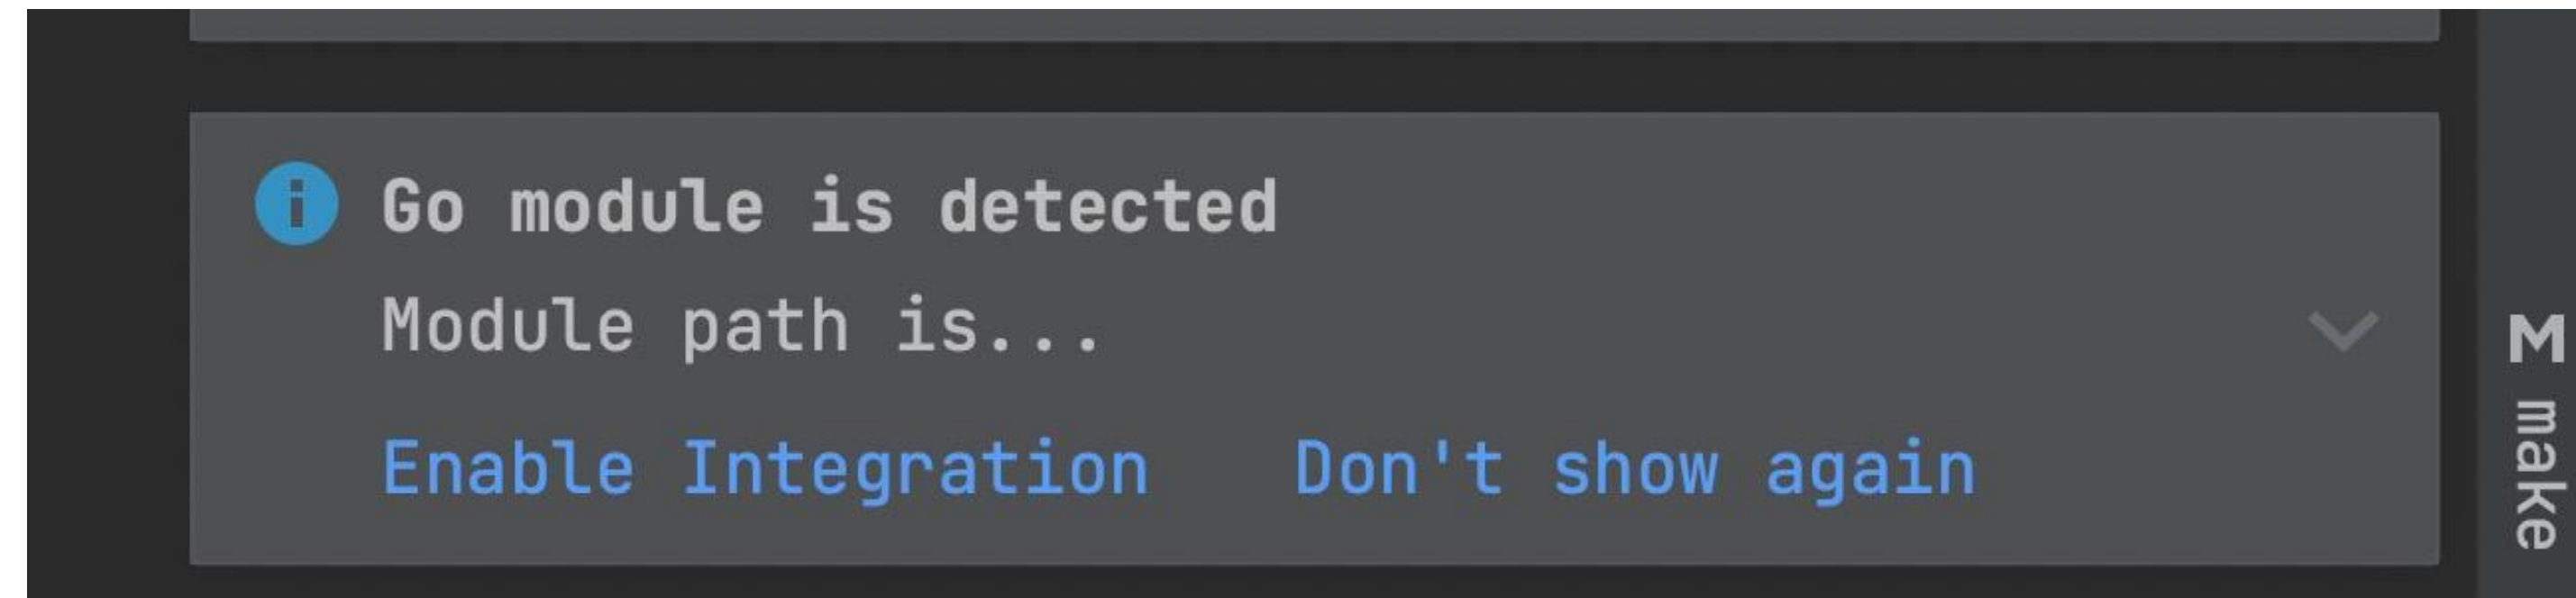 Go module is detected
Module path is...
Enable Integration Don't show again
M make